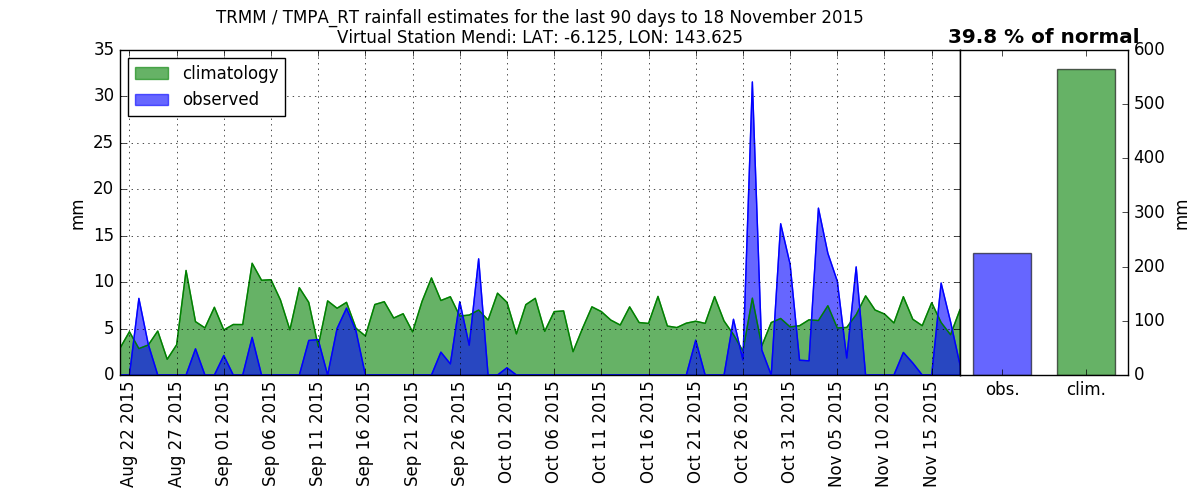 TRMM / TMPA_RT rainfall estimates for the last 90 days to 18 November 2015
Virtual Station Mendi: LAT: -6.125, LON: 143.625
39.8 % of normal
climatology
observed
35
30
25
20
15
10
5
0
mm
Aug 22 2015
Aug 27 2015
Sep 01 2015
Sep 06 2015
Sep 11 2015
Sep 16 2015
Sep 21 2015
Sep 26 2015
Oct 01 2015
Oct 06 2015
Oct 11 2015
Oct 16 2015
Oct 21 2015
Oct 26 2015
Oct 31 2015
Nov 05 2015
Nov 10 2015
Nov 15 2015
600
500
400
300
200
100
0
mm
obs.
clim.